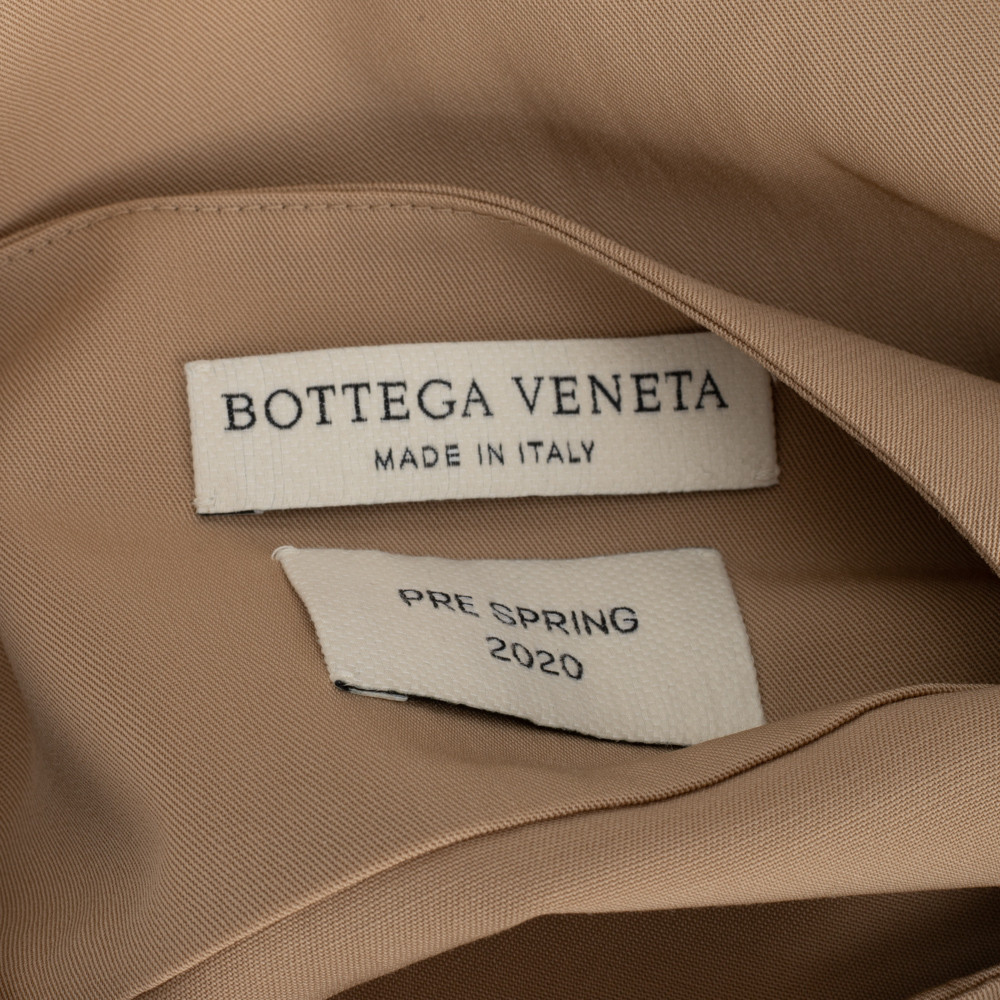 BOTTEGA VENETA
MADE IN ITALY
PRE SPRING
2020